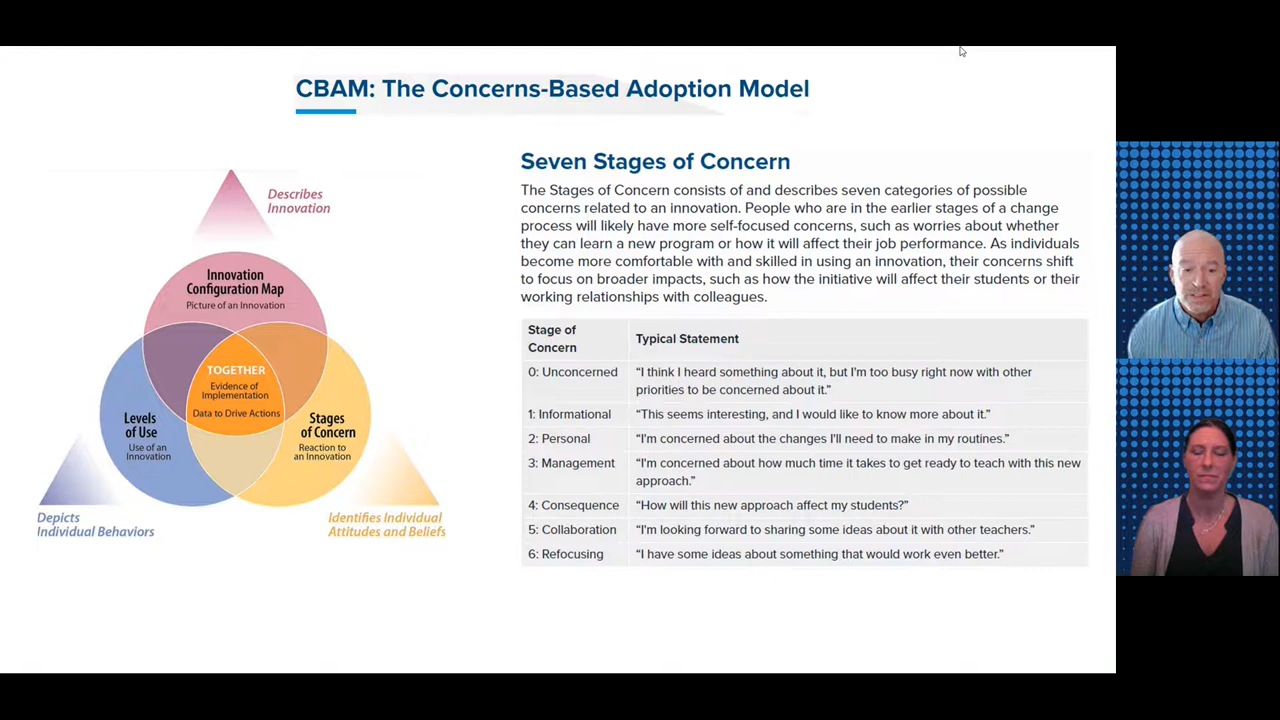 CBAM: The Concerns-Based Adoption Model
Describes
Innovation
Innovation
Configuration Map
Picture of an Innovation
TOGETHER
Evidence of
Implementation
Data to Drive Actions
Levels
of Use
Use of an
Innovation
Stages
of Concern
Reaction to
an Innovation
Depicts
Individual Behaviors
Identifies Individual
Attitudes and Beliefs
Seven Stages of Concern
The Stages of Concern consists of and describes seven categories of possible
concerns related to an innovation. People who are in the earlier stages of a change
process will likely have more self-focused concerns, such as worries about whether
they can learn a new program or how it will affect their job performance. As individuals
become more comfortable with and skilled in using an innovation, their concerns shift
to focus on broader impacts, such as how the initiative will affect their students or their
working relationships with colleagues.
Stage of
Concern
Typical Statement
0: Unconcerned
“I think I heard something about it, but I'm too busy right now with other
priorities to be concerned about it.”
1: Informational
“This seems interesting, and I would like to know more about it.”
2: Personal
“I'm concerned about the changes I'll need to make in my routines.”
3: Management
“I'm concerned about how much time it takes to get ready to teach with this new
approach.”
4: Consequence
“How will this new approach affect my students?”
5: Collaboration
“I'm looking forward to sharing some ideas about it with other teachers.”
6: Refocusing
“I have some ideas about something that would work even better.”